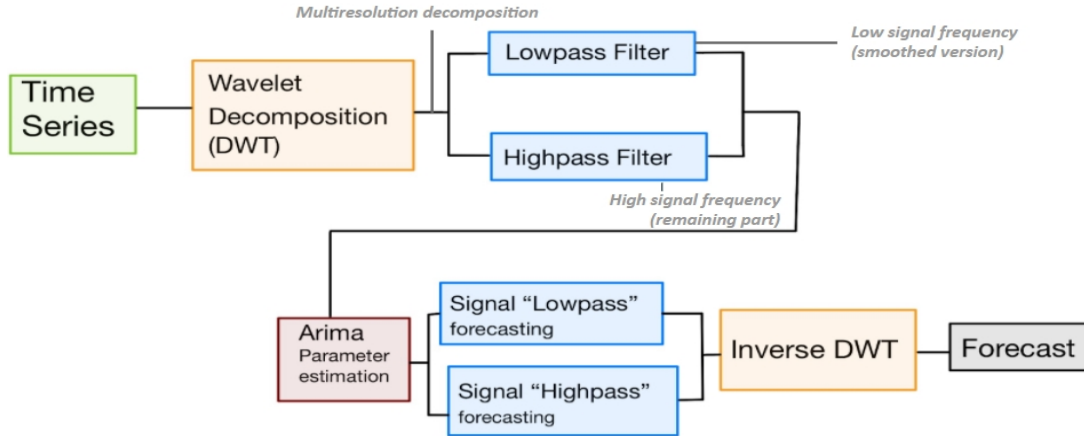 Multiresolution decomposition
Low signal frequency
(smoothed version)
Lowpass Filter
Time
Series
Wavelet
Decomposition
(DWT)
Highpass Filter
High signal frequency
(remaining part)
Arima
Parameter
estimation
Signal “Lowpass”
forecasting
Signal “Highpass”
forecasting
Inverse DWT
Forecast